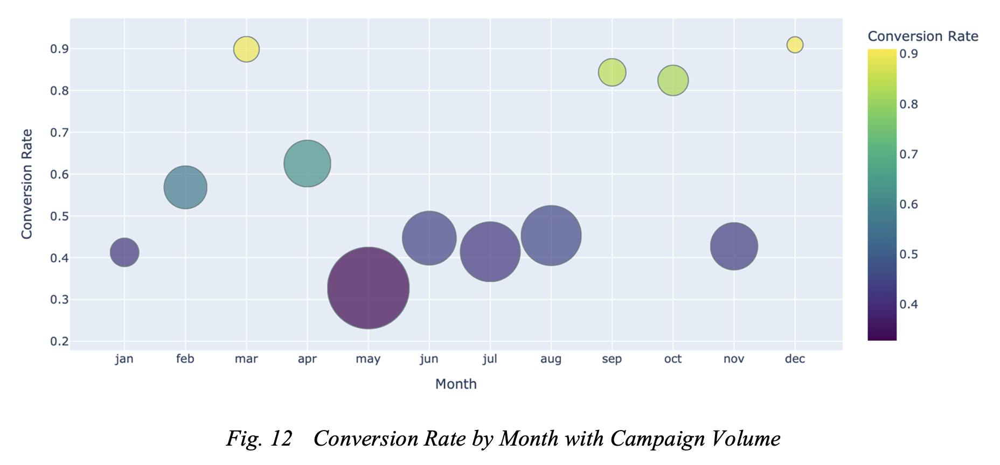 Conversion Rate
0.9
0.8
0.7
0.6
0.5
0.4
0.3
0.2
jan feb mar apr may jun jul aug sep oct nov dec
Month
Conversion Rate
0.9
0.8
0.7
0.6
0.5
0.4
Fig. 12 Conversion Rate by Month with Campaign Volume